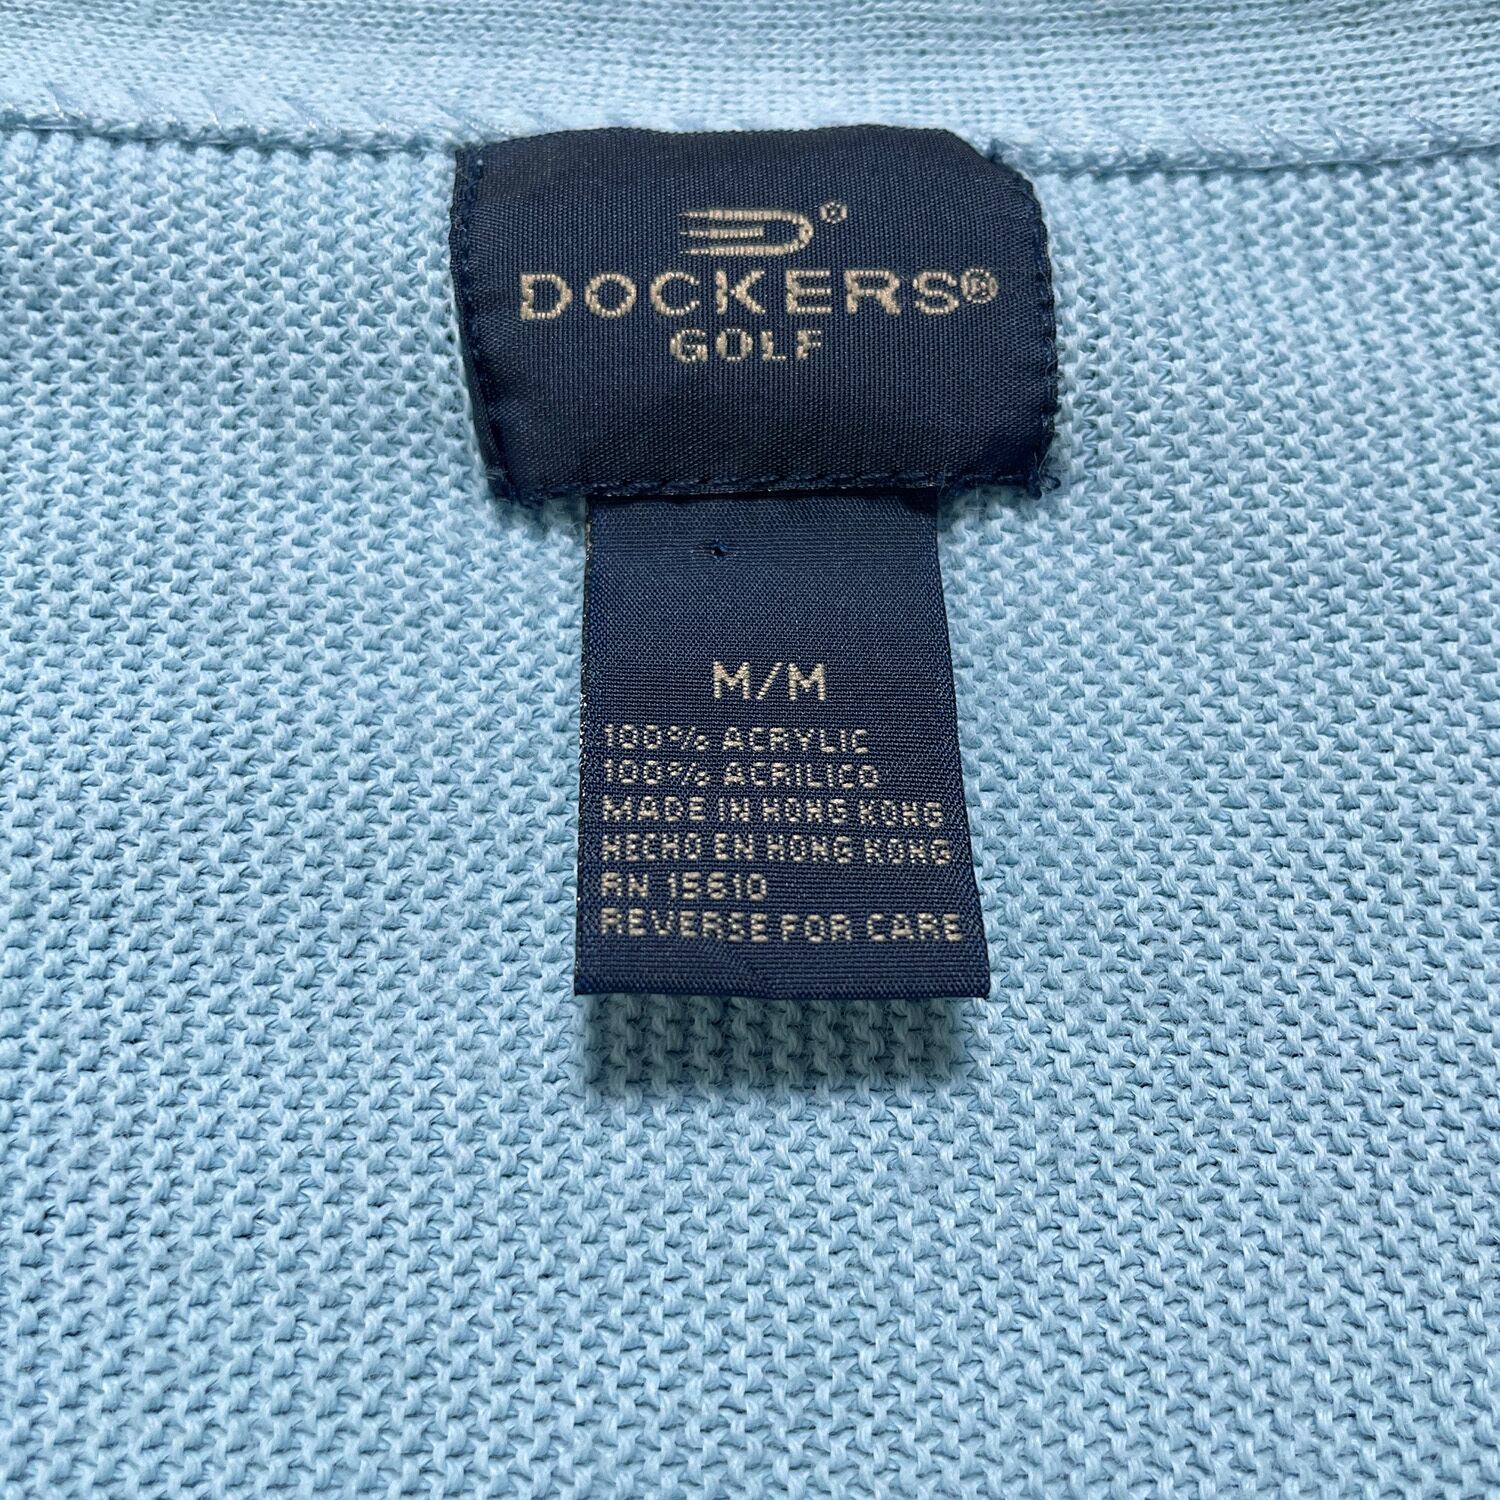 ®
DOCKERS®
GOLF
M/M
100% ACRYLIC
100% ACRILICO
MADE IN HONG KONG
HECHO EN HONG KONG
RN 15610
REVERSE FOR CARE